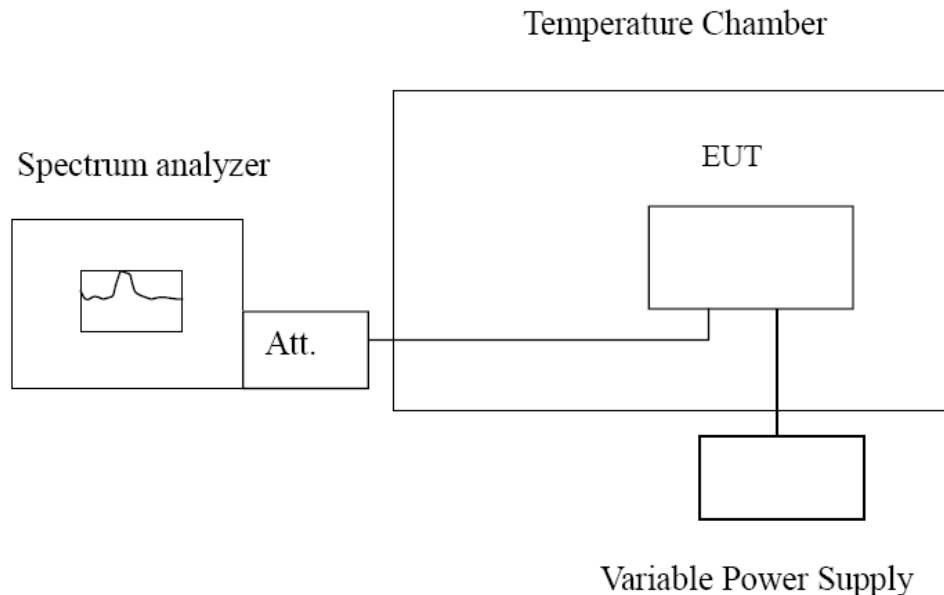 Temperature Chamber
Spectrum analyzer
EUT
Att.
Variable Power Supply